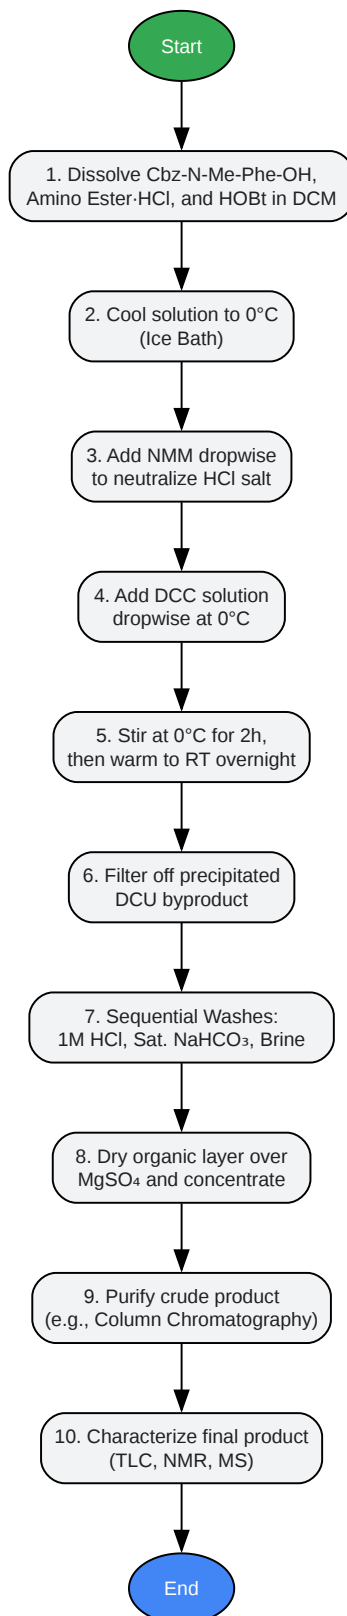 Start
1. Dissolve Cbz-N-Me-Phe-OH,
Amino Ester·HCl, and HOBt in DCM
2. Cool solution to 0°C
(Ice Bath)
3. Add NMM dropwise
to neutralize HCl salt
4. Add DCC solution
dropwise at 0°C
5. Stir at 0°C for 2h,
then warm to RT overnight
6. Filter off precipitated
DCU byproduct
7. Sequential Washes:
1M HCl, Sat. NaHCO₃, Brine
8. Dry organic layer over
MgSO₄ and concentrate
9. Purify crude product
(e.g., Column Chromatography)
10. Characterize final product
(TLC, NMR, MS)
End